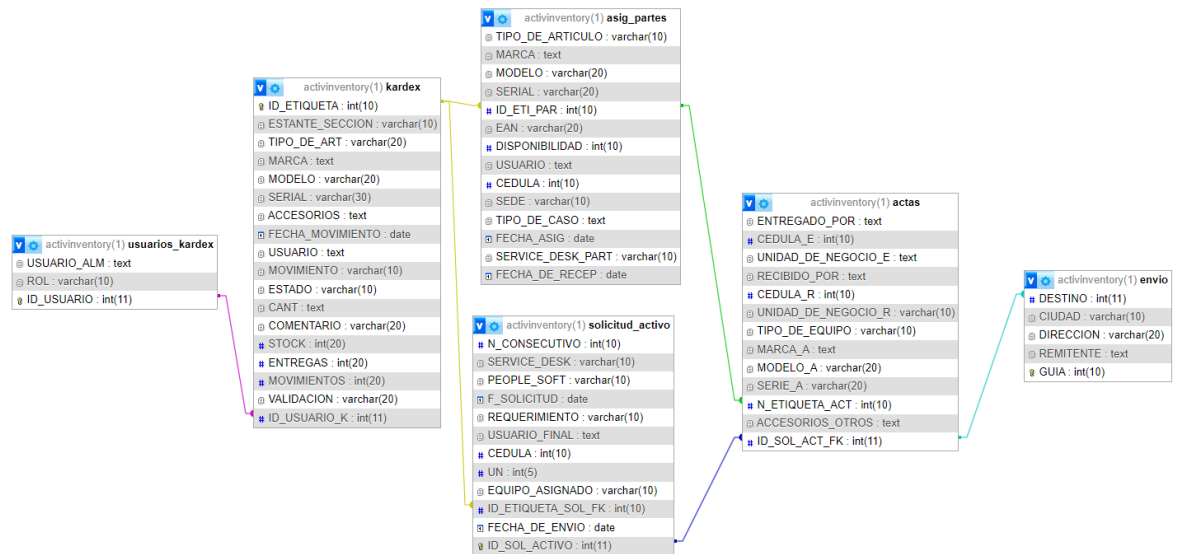 activinventory(1) usuarios_kardex
USUARIO_ALM : text
ROL : varchar(10)
ID_USUARIO : int(11)
activinventory(1) kardex
ID_ETIQUETA : int(10)
ESTANTE_SECCION : varchar(10)
TIPO_DE_ART : varchar(20)
MARCA : text
MODELO : varchar(20)
SERIAL : varchar(30)
ACCESORIOS : text
FECHA_MOVIMIENTO : date
USUARIO : text
MOVIMIENTO : varchar(10)
ESTADO : varchar(10)
CANT : text
COMENTARIO : varchar(20)
STOCK : int(20)
ENTREGAS : int(20)
MOVIMIENTOS : int(20)
VALIDACION : varchar(20)
ID_USUARIO_K : int(11)
activinventory(1) asig_partes
TIPO_DE_ARTICULO : varchar(10)
MARCA : text
MODELO : varchar(20)
SERIAL : varchar(20)
ID_ETI_PAR : int(10)
EAN : varchar(20)
DISPONIBILIDAD : int(10)
USUARIO : text
CEDULA : int(10)
SEDE : varchar(10)
TIPO_DE_CASO : text
FECHA_ASIG : date
SERVICE_DESK_PART : varchar(10)
FECHA_DE_RECEP : date
activinventory(1) solicitud_activo
N_CONSECUTIVO : int(10)
SERVICE_DESK : varchar(10)
PEOPLE_SOFT : varchar(10)
F_SOLICITUD : date
REQUERIMIENTO : varchar(10)
USUARIO_FINAL : text
CEDULA : int(10)
UN : int(5)
EQUIPO_ASIGNADO : varchar(10)
ID_ETIQUETA_SOL_FK : int(10)
FECHA_DE_ENVIO : date
ID_SOL_ACTIVO : int(11)
activinventory(1) actas
ENTREGADO_POR : text
CEDULA_E : int(10)
UNIDAD_DE_NEGOCIO_E : text
RECIBIDO_POR : text
CEDULA_R : int(10)
UNIDAD_DE_NEGOCIO_R : varchar(10)
TIPO_DE_EQUIPO : varchar(10)
MARCA_A : text
MODELO_A : varchar(20)
SERIE_A : varchar(20)
N_ETIQUETA_ACT : int(10)
ACCESORIOS_OTROS : text
ID_SOL_ACT_FK : int(11)
activinventory(1) envio
DESTINO : int(11)
CIUDAD : varchar(10)
DIRECCION : varchar(20)
REMITENTE : text
GUIA : int(10)